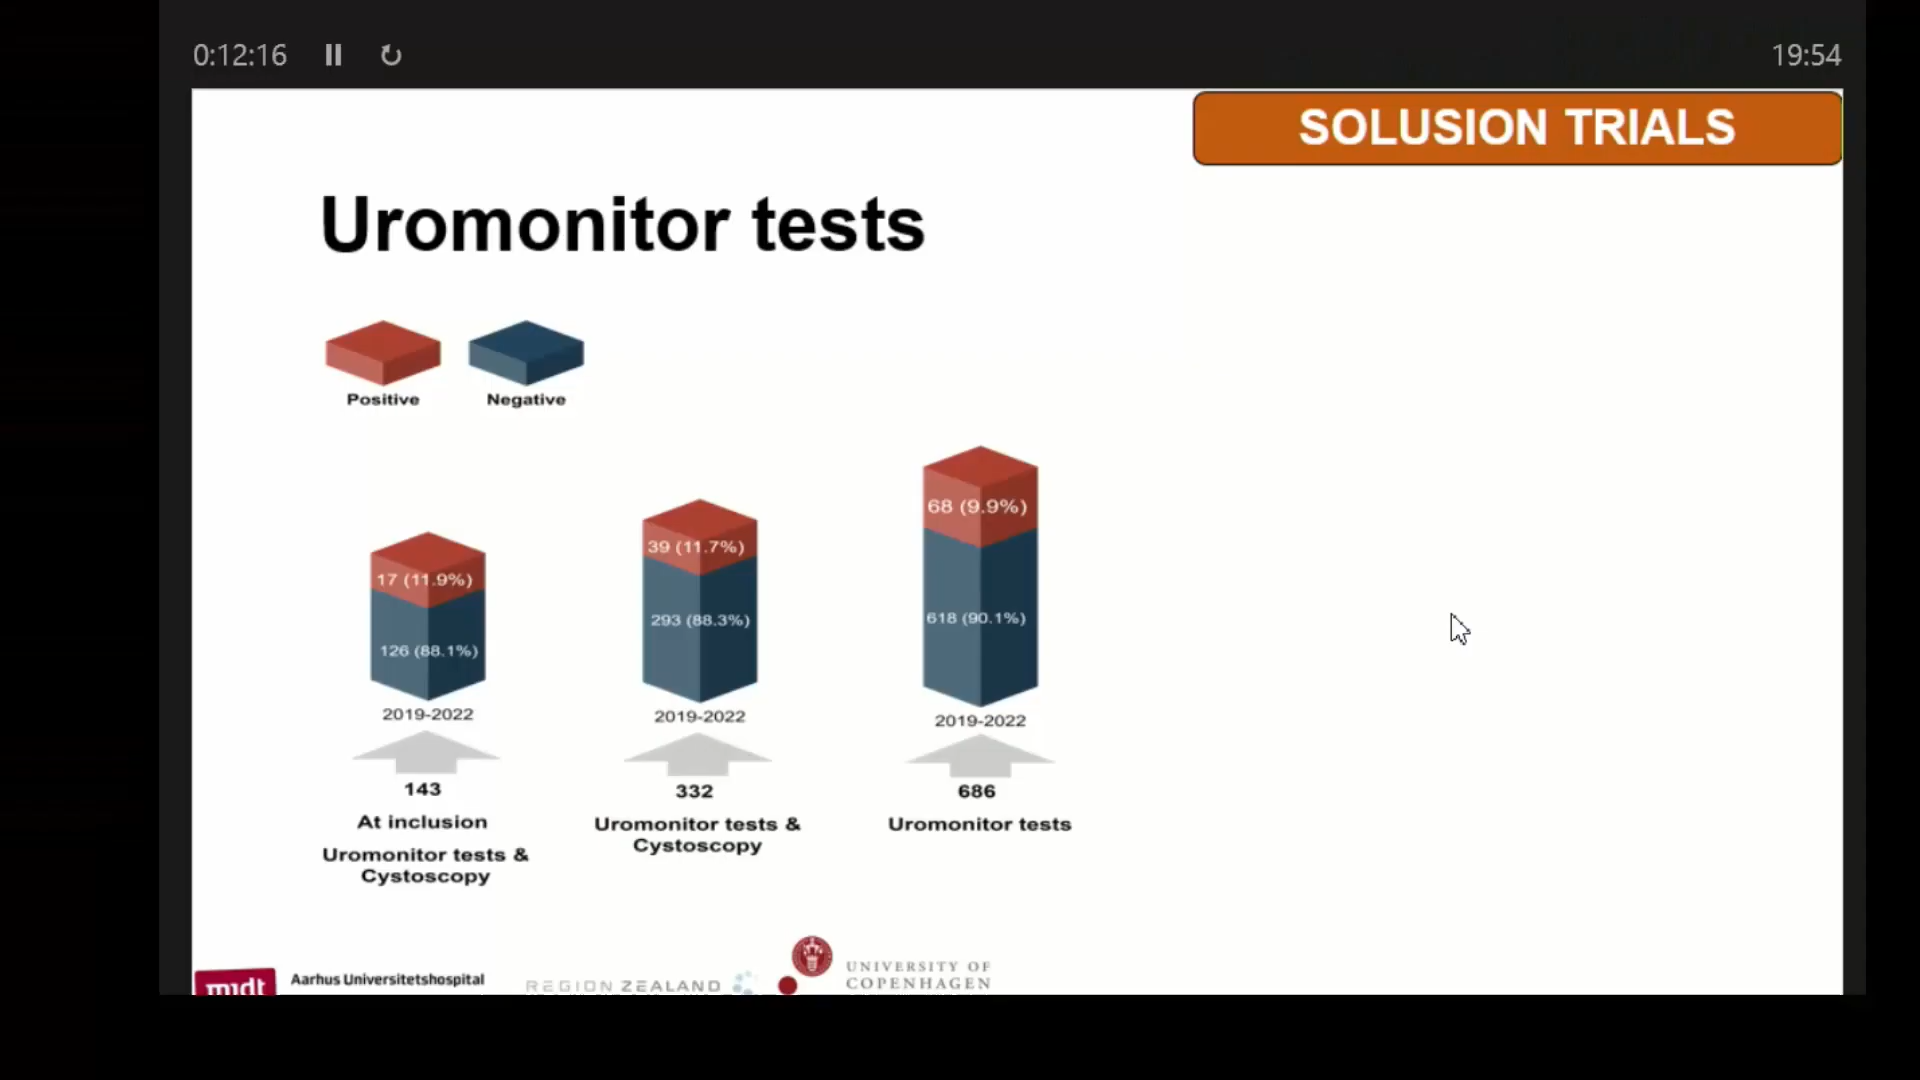 0:12:16
19:54
SOLUSION TRIALS
Uromonitor tests
Positive
Negative
17 (11.9%)
126 (88.1%)
2019-2022
143
At inclusion
Uromonitor tests &
Cystoscopy
39 (11.7%)
293 (88.3%)
2019-2022
332
Uromonitor tests &
Cystoscopy
68 (9.9%)
618 (90.1%)
2019-2022
686
Uromonitor tests
midt
Aarhus Universitetshospital
REGION ZEALAND
UNIVERSITY OF
COPENHAGEN